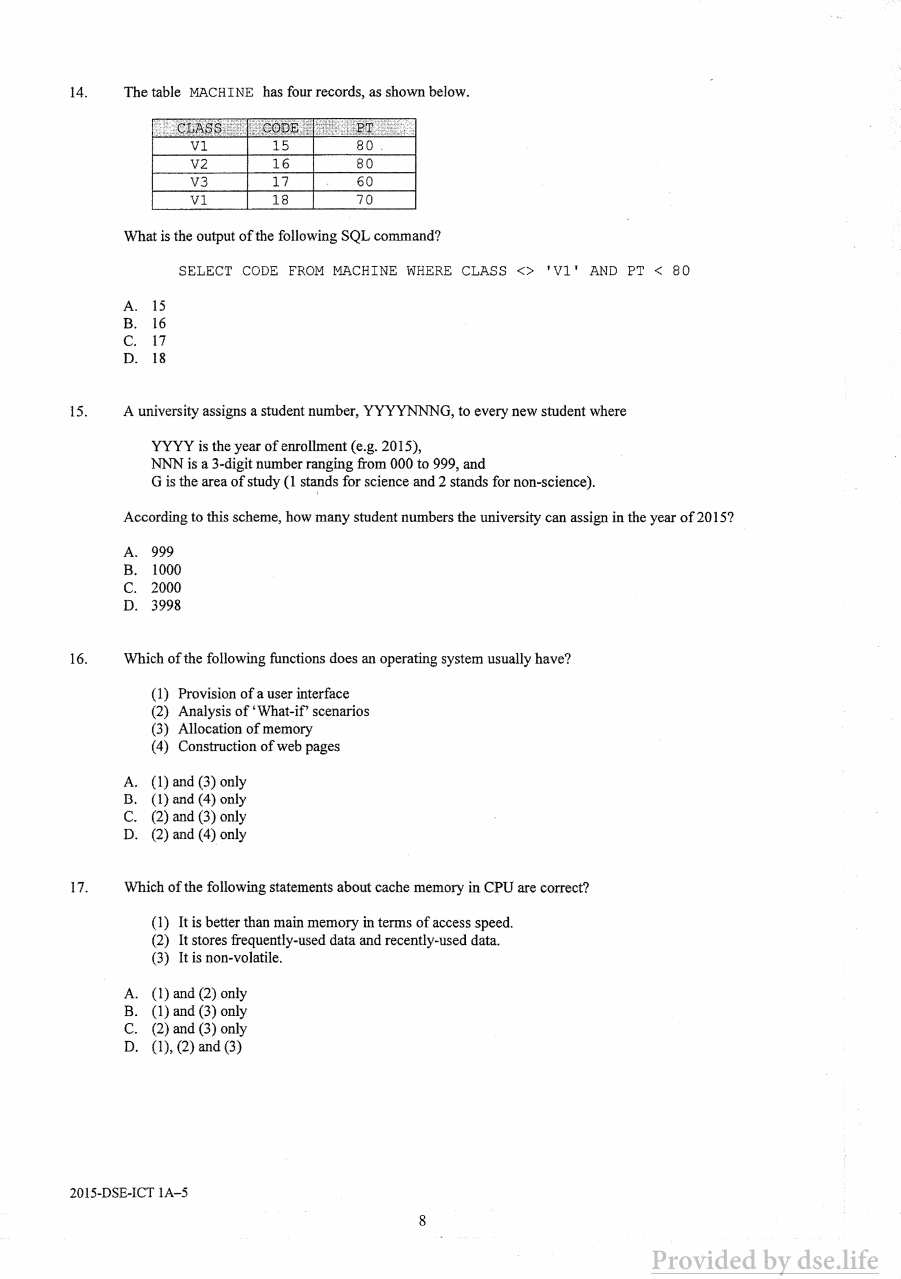 14. The table MACHINE has four records, as shown below.
CLASS CODE PT
V1 15 80
V2 16 80
V3 17 60
V1 18 70
What is the output of the following SQL command?
SELECT CODE FROM MACHINE WHERE CLASS <> 'V1' AND PT < 80
A. 15
B. 16
C. 17
D. 18
15. A university assigns a student number, YYYYNNNG, to every new student where
YYYY is the year of enrollment (e.g. 2015),
NNN is a 3-digit number ranging from 000 to 999, and
G is the area of study (1 stands for science and 2 stands for non-science).
According to this scheme, how many student numbers the university can assign in the year of 2015?
A. 999
B. 1000
C. 2000
D. 3998
16. Which of the following functions does an operating system usually have?
(1) Provision of a user interface
(2) Analysis of 'What-if' scenarios
(3) Allocation of memory
(4) Construction of web pages
A. (1) and (3) only
B. (1) and (4) only
C. (2) and (3) only
D. (2) and (4) only
17. Which of the following statements about cache memory in CPU are correct?
(1) It is better than main memory in terms of access speed.
(2) It stores frequently-used data and recently-used data.
(3) It is non-volatile.
A. (1) and (2) only
B. (1) and (3) only
C. (2) and (3) only
D. (1), (2) and (3)
2015-DSE-ICT 1A–5
8
Provided by dse.life